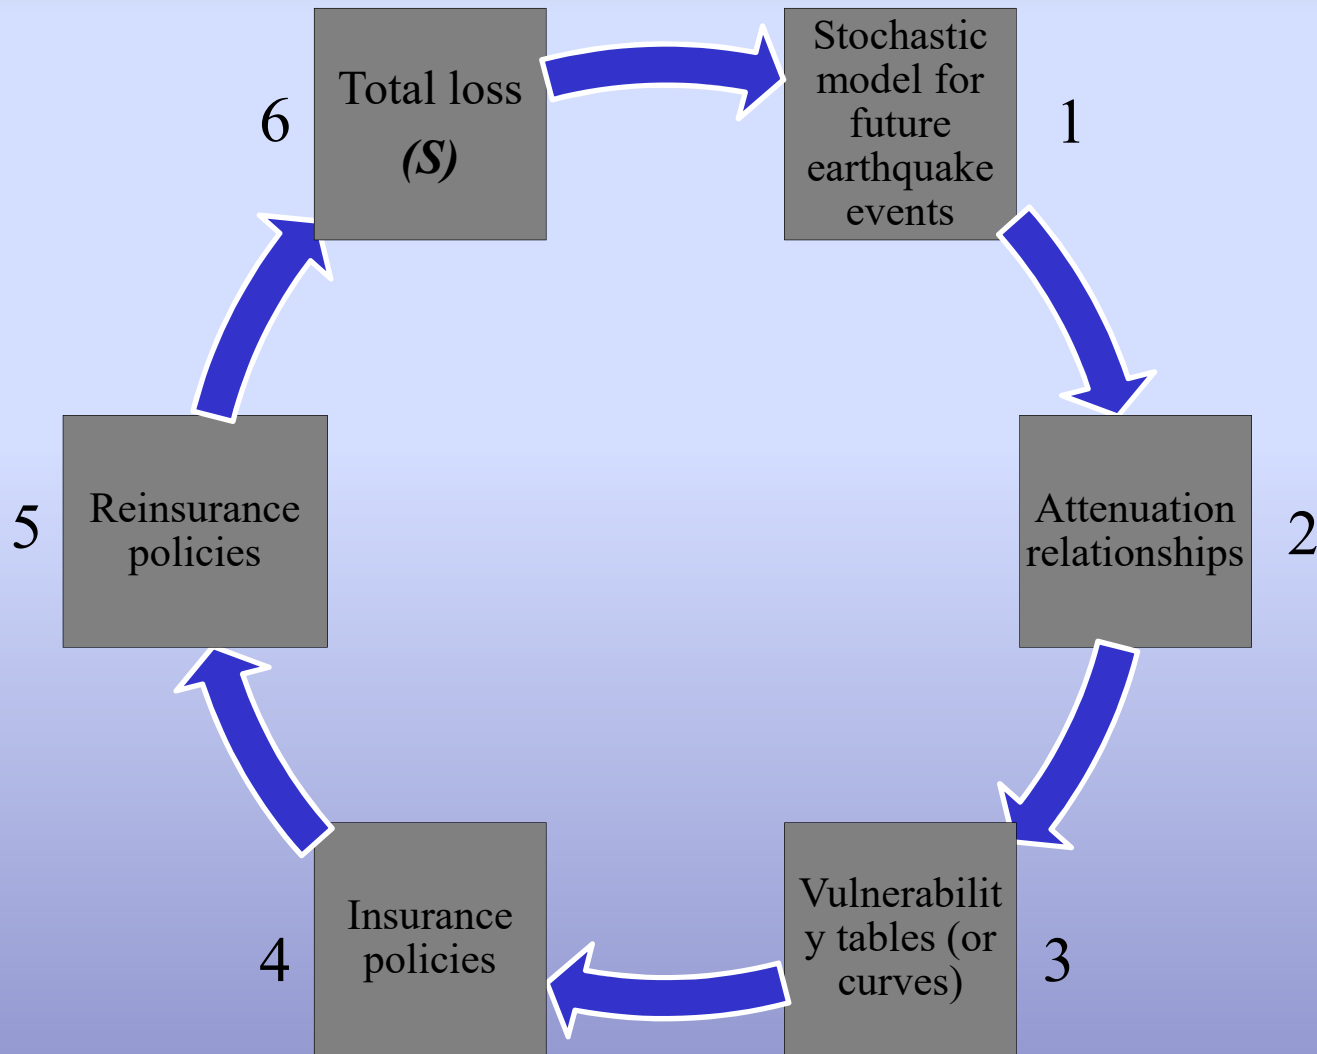 Total loss
(S)
6
Stochastic
model for
future
earthquake
events
1
Attenuation
relationships
2
Vulnerabilit
y tables (or
curves)
3
Insurance
policies
4
Reinsurance
policies
5